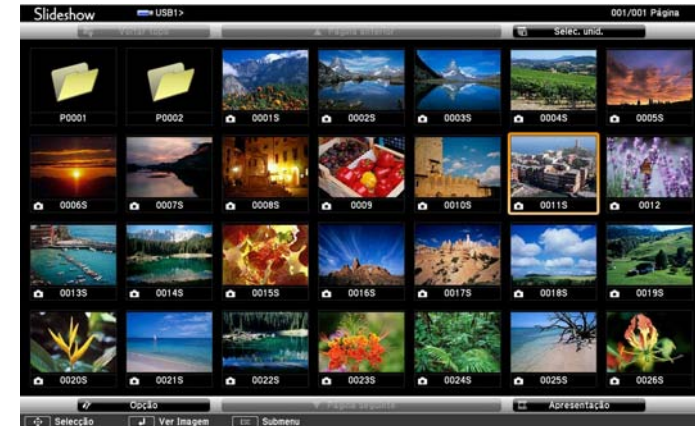 Slideshow USB1> 001/001 Página
Voltar topo Página anterior Selec. unid.
P0001 P0002 0001S 0002S 0003S 0004S 0005S
0006S 0007S 0008S 0009 0010S 0011S 0012
0013S 0014S 0015S 0016S 0017S 0018S 0019S
0020S 0021S 0022S 0023S 0024S 0025S 0026S
Opção Página seguinte Apresentação
Selecção Ver Imagem Esc Submenu